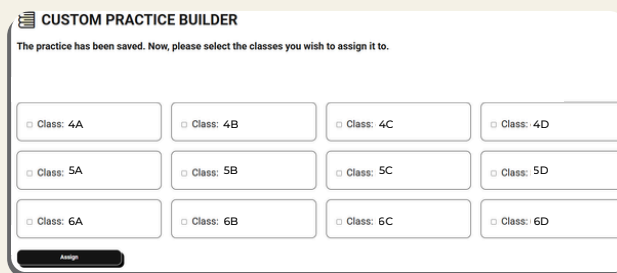 CUSTOM PRACTICE BUILDER
The practice has been saved. Now, please select the classes you wish to assign it to.
Class: 4A Class: 4B Class: 4C Class: 4D
Class: 5A Class: 5B Class: 5C Class: 5D
Class: 6A Class: 6B Class: 6C Class: 6D
Assign